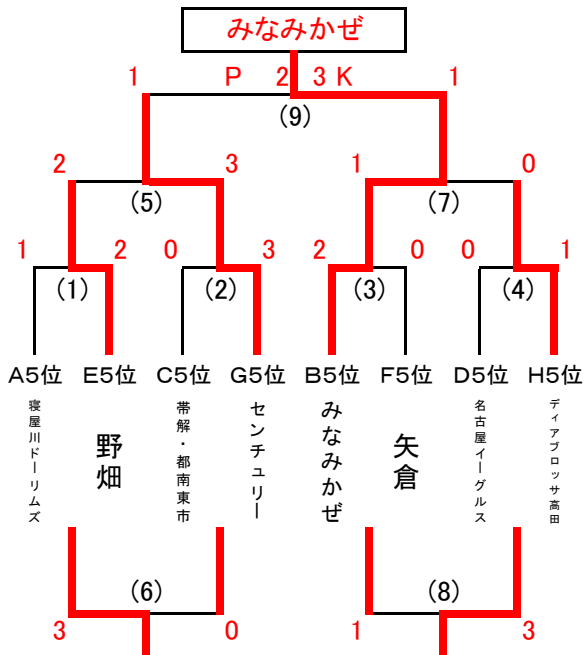 みなみかぜ
1 P 2 3 K 1
(9)
2 3 1 0
(5) (7)
1 2 0 3 2 0 0 1
(1) (2) (3) (4)
A5位 E5位 C5位 G5位 B5位 F5位 D5位 H5位
寝屋川ドーリムズ
野畑
帯解・都南東市
センチュリー
みなみかぜ
矢倉
名古屋イーグルス
ディアブロッサ高田
(6) (8)
3 0 1 3